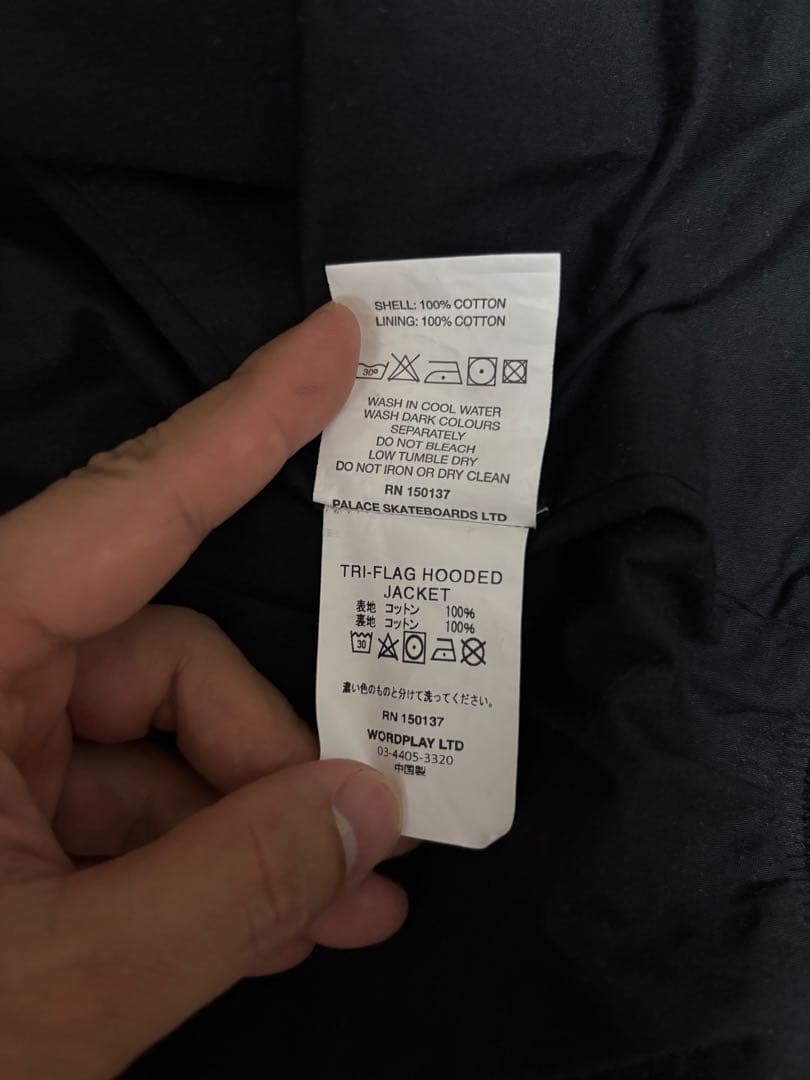 SHELL: 100% COTTON
LINING: 100% COTTON
30º
WASH IN COOL WATER
WASH DARK COLOURS
SEPARATELY
DO NOT BLEACH
LOW TUMBLE DRY
DO NOT IRON OR DRY CLEAN
RN 150137
PALACE SKATEBOARDS LTD
TRI-FLAG HOODED
JACKET
表地 コットン 100%
裏地 コットン 100%
30
濃い色のものと分けて洗ってください。
RN 150137
WORDPLAY LTD
03-4405-3320
中国製